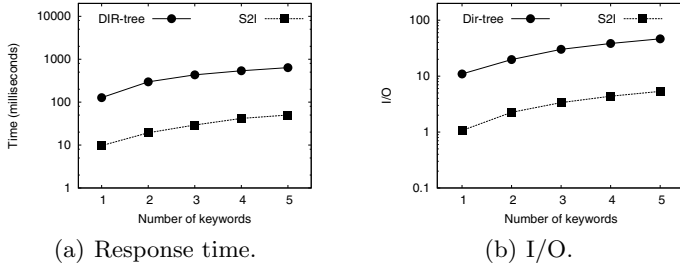 DIR-tree
S2I
10000
1000
100
10
1
Time (milliseconds)
1 2 3 4 5
Number of keywords
(a) Response time.
Dir-tree
S2I
100
10
1
0.1
I/O
1 2 3 4 5
Number of keywords
(b) I/O.